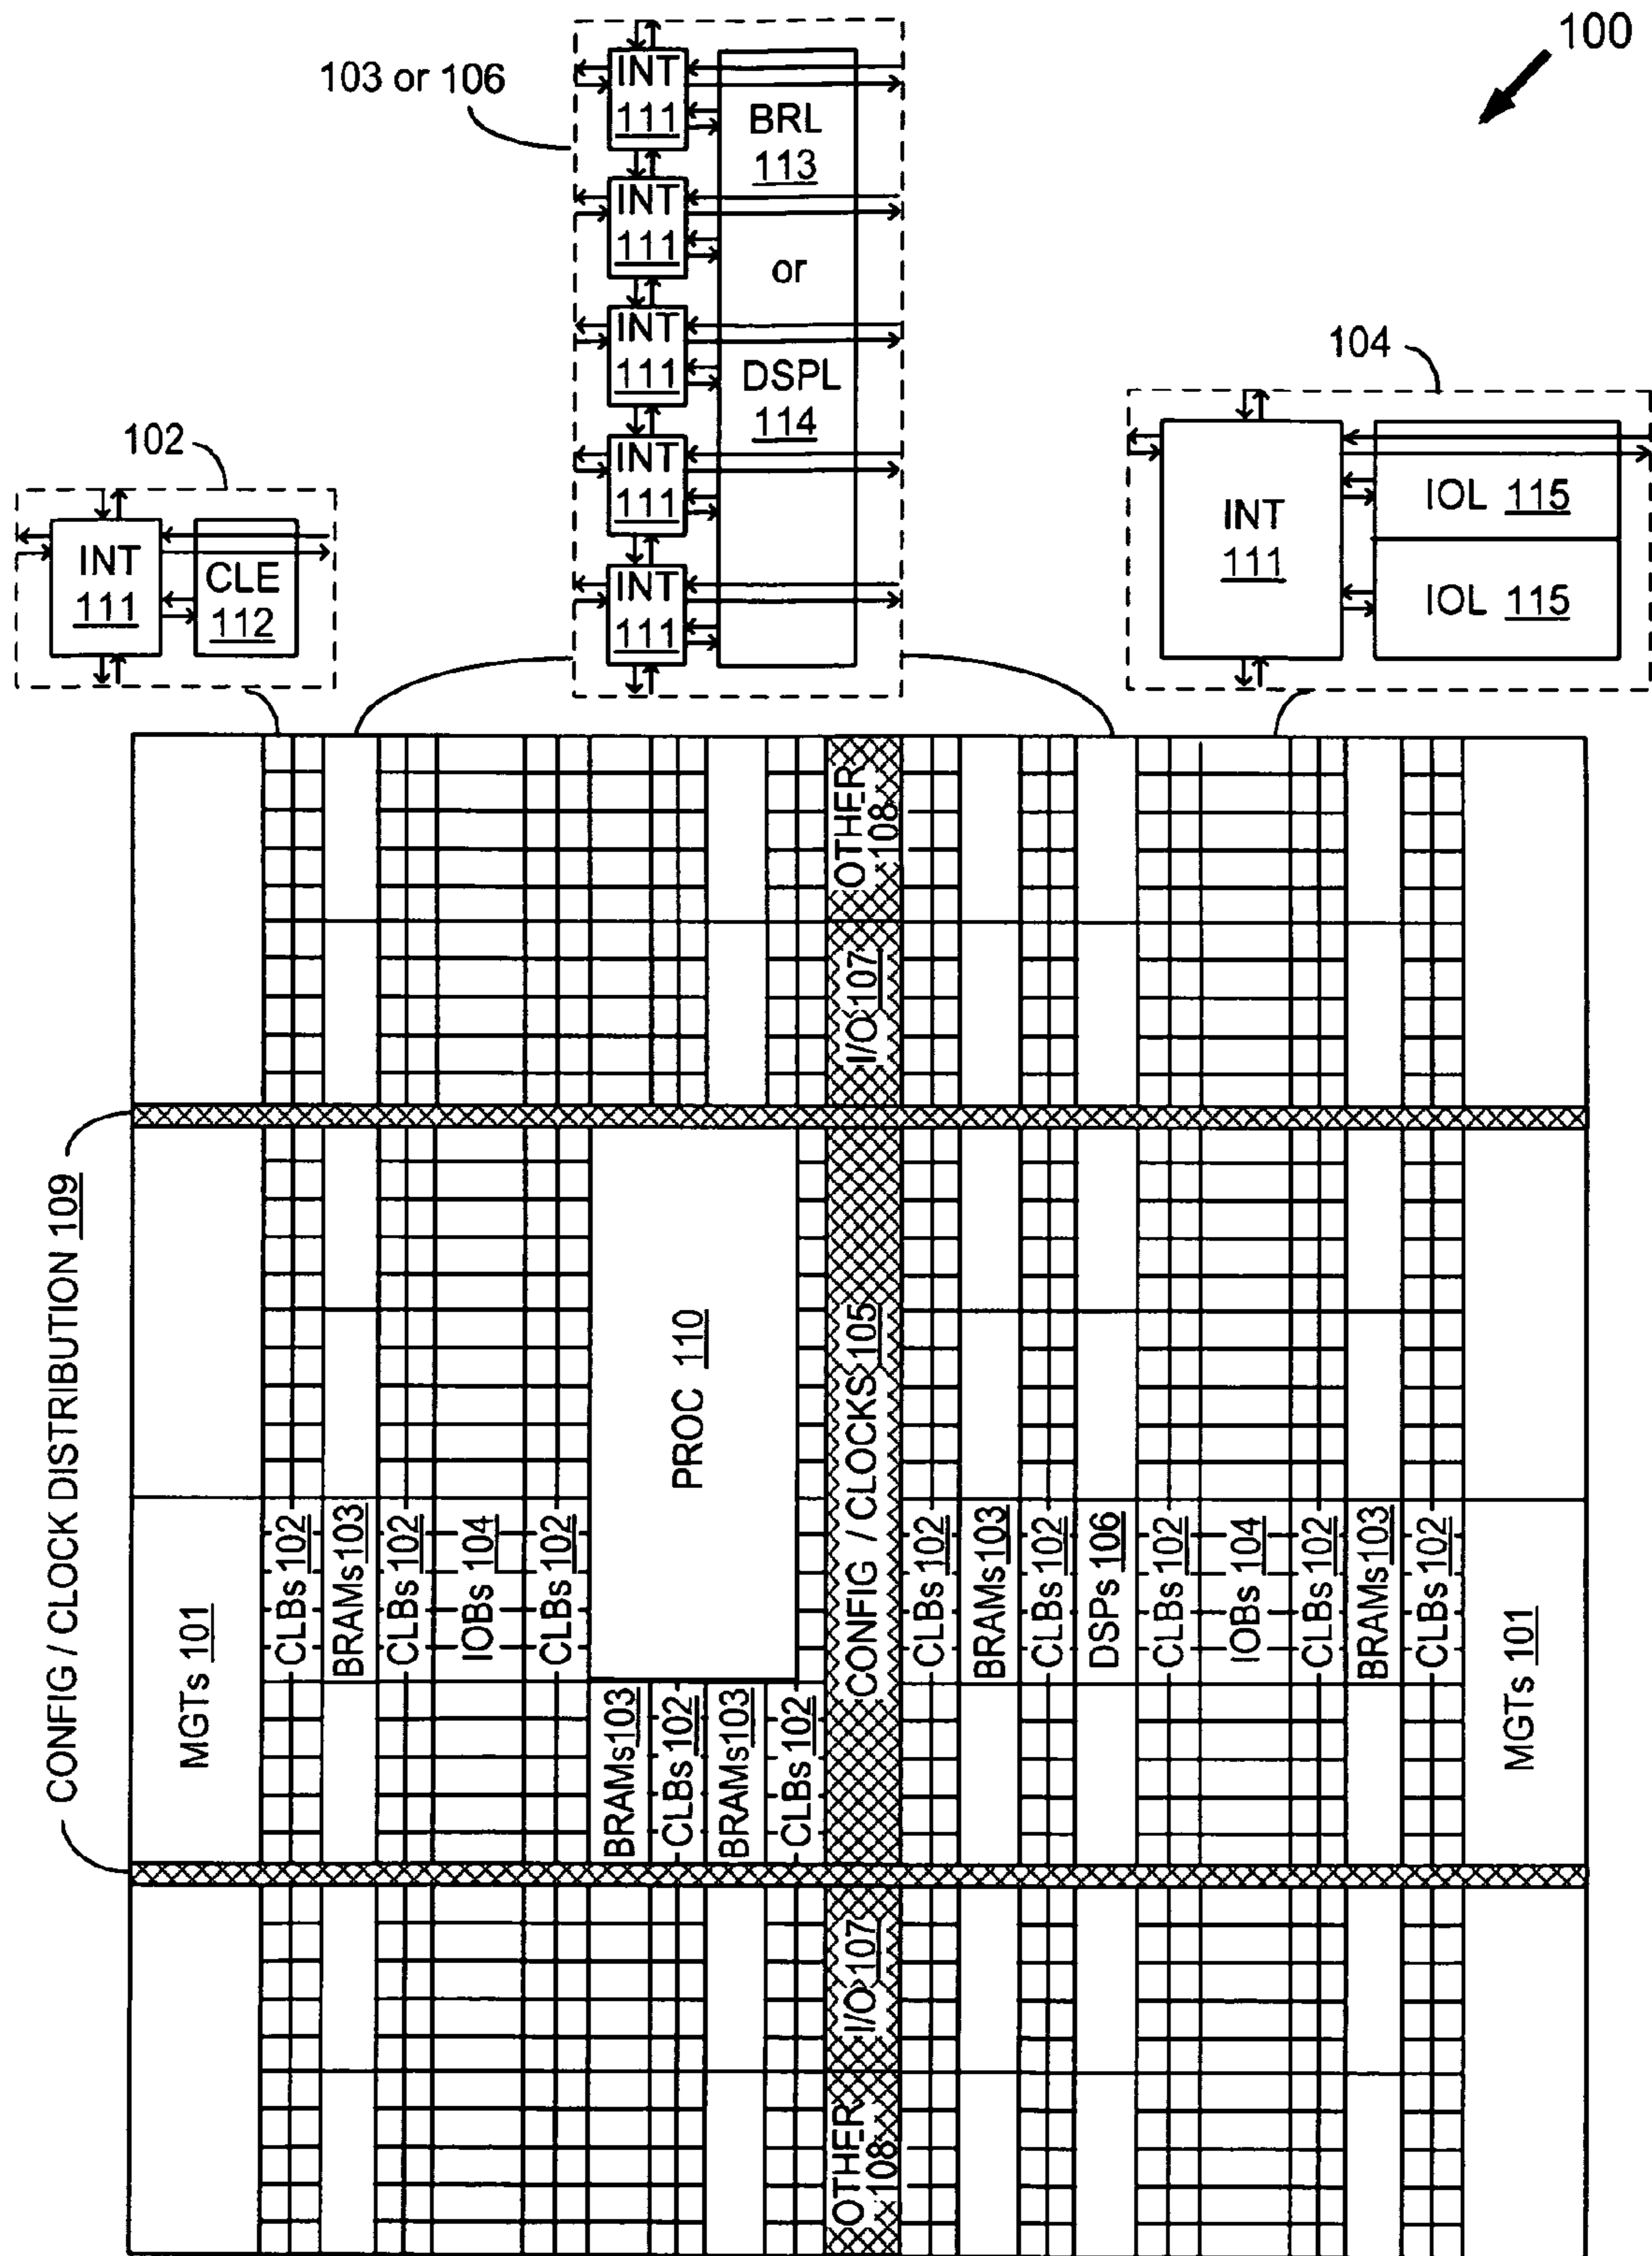 100
103 or 106
INT
111
INT
111
INT
111
INT
111
INT
111
BRL
113
or
DSPL
114
104
INT
111
IOL 115
IOL 115
102
INT
111
CLE
112
OTHER
108
I/O 107
CONFIG / CLOCK DISTRIBUTION 109
PROC 110
CONFIG / CLOCKS 105
MGTs 101
CLBs 102
BRAMs 103
CLBs 102
IOBs 104
CLBs 102
BRAMs 103
CLBs 102
BRAMs 103
CLBs 102
CLBs 102
BRAMs 103
CLBs 102
DSPs 106
CLBs 102
IOBs 104
CLBs 102
BRAMs 103
CLBs 102
MGTs 101
I/O 107
OTHER
108